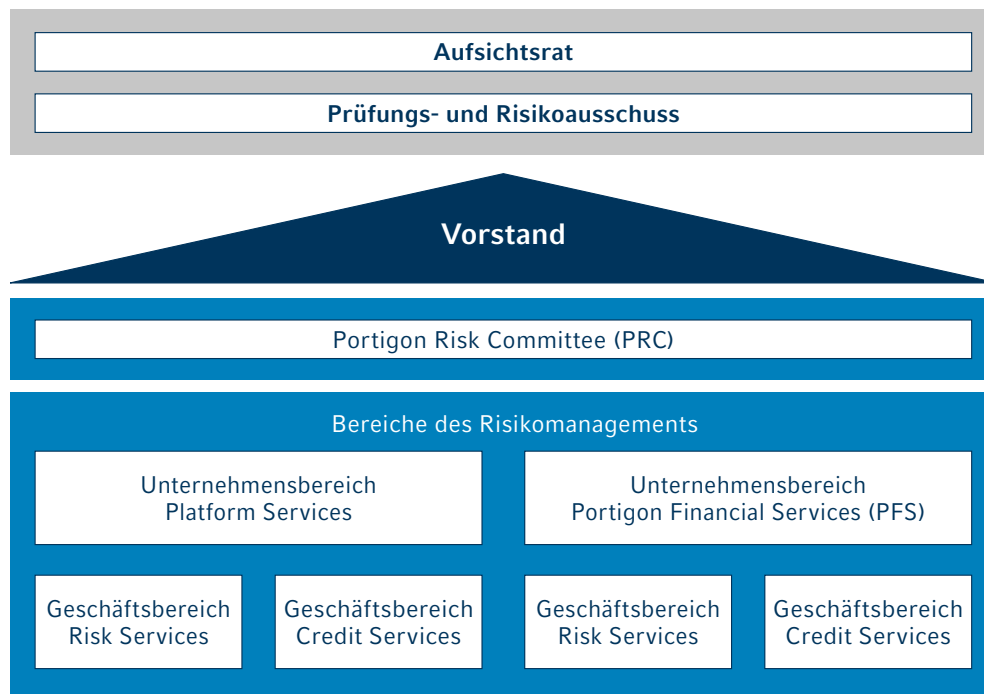 Aufsichtsrat
Prüfungs- und Risikoausschuss
Vorstand
Portigon Risk Committee (PRC)
Bereiche des Risikomanagements
Unternehmensbereich
Platform Services
Unternehmensbereich
Portigon Financial Services (PFS)
Geschäftsbereich
Risk Services
Geschäftsbereich
Credit Services
Geschäftsbereich
Risk Services
Geschäftsbereich
Credit Services